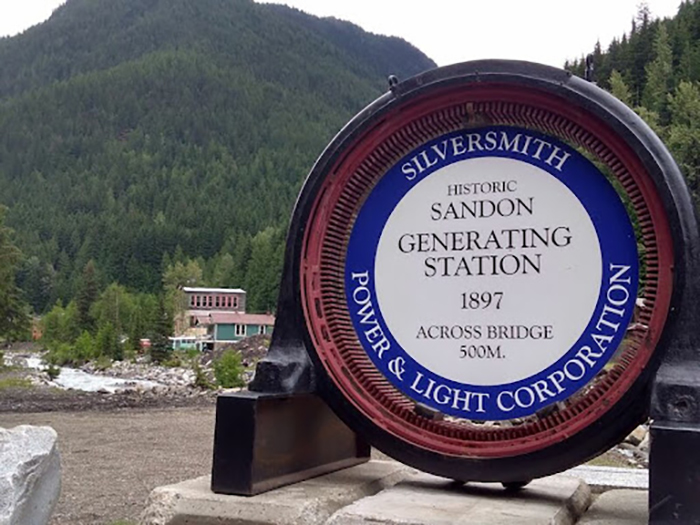 SILVERSMITH
HISTORIC
SANDON
GENERATING
STATION
1897
ACROSS BRIDGE
500M.
POWER & LIGHT CORPORATION